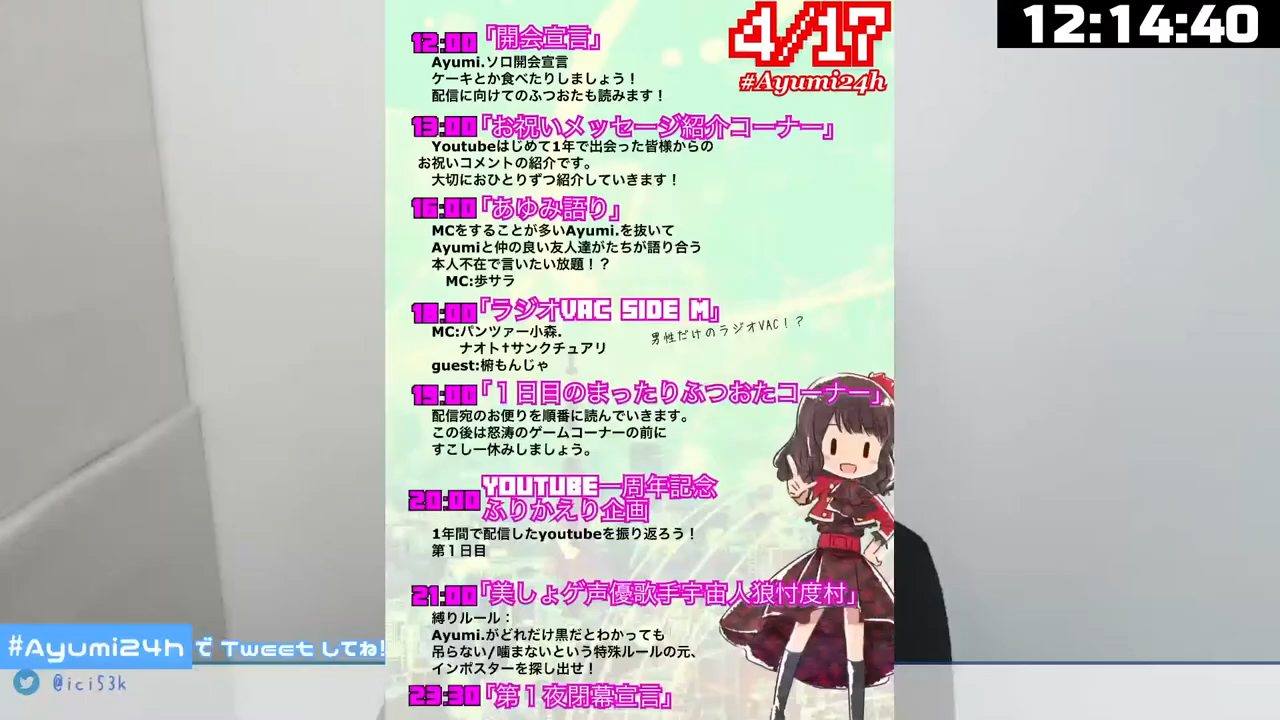 12:14:40
4/17
#Ayumi24h
12:00「開会宣言」
Ayumi.ソロ開会宣言
ケーキとか食べたりしましょう！
配信に向けてのふつおたも読みます！
13:00「お祝いメッセージ紹介コーナー」
Youtubeはじめて1年で出会った皆様からの
お祝いコメントの紹介です。
大切におひとりずつ紹介していきます！
16:00「あゆみ語り」
MCをすることが多いAyumi.を抜いて
Ayumiと仲の良い友人達がたちが語り合う
本人不在で言いたい放題！？
MC:歩サラ
18:00「ラジオVAC SIDE M」
MC:パンツァー小森.
ナオト†サンクチュアリ
guest:俯もんじゃ
男性だけのラジオVAC！？
19:00「１日目のまったりふつおたコーナー」
配信宛のお便りを順番に読んでいきます。
この後は怒涛のゲームコーナーの前に
すこし一休みしましょう。
20:00 YOUTUBE一周年記念
ふりかえり企画
1年間で配信したyoutubeを振り返ろう！
第１日目
21:00「美しょゲ声優歌手宇宙人狼忖度村」
縛りルール：
Ayumi.がどれだけ黒だとわかっても
吊らない/噛まないという特殊ルールの元、
インポスターを探し出せ！
23:30「第１夜閉幕宣言」
#Ayumi24h で Tweet してね!
@ici53k